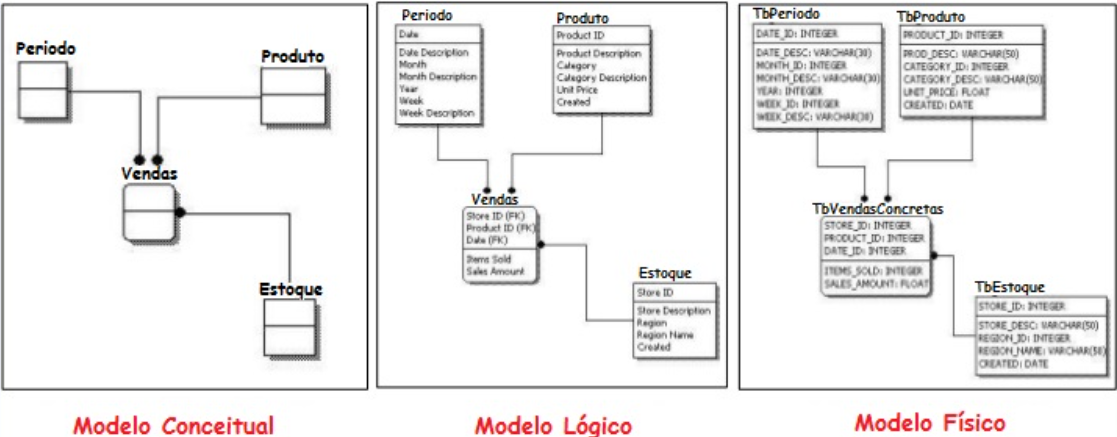 Periodo
Produto
Vendas
Estoque
Modelo Conceitual
Periodo
Date
Date Description
Month
Month Description
Year
Week
Week Description
Produto
Product ID
Product Description
Category
Category Description
Unit Price
Created
Vendas
Store ID (FK)
Product ID (FK)
Date (FK)
Items Sold
Sales Amount
Estoque
Store ID
Store Description
Region
Region Name
Created
Modelo Lógico
TbPeriodo
DATE_ID: INTEGER
DATE_DESC: VARCHAR(30)
MONTH_ID: INTEGER
MONTH_DESC: VARCHAR(30)
YEAR: INTEGER
WEEK_ID: INTEGER
WEEK_DESC: VARCHAR(30)
TbProduto
PRODUCT_ID: INTEGER
PROD_DESC: VARCHAR(50)
CATEGORY_ID: INTEGER
CATEGORY_DESC: VARCHAR(50)
UNIT_PRICE: FLOAT
CREATED: DATE
TbVendasConcretas
STORE_ID: INTEGER
PRODUCT_ID: INTEGER
DATE_ID: INTEGER
ITEMS_SOLD: INTEGER
SALES_AMOUNT: FLOAT
TbEstoque
STORE_ID: INTEGER
STORE_DESC: VARCHAR(50)
REGION_ID: INTEGER
REGION_NAME: VARCHAR(50)
CREATED: DATE
Modelo Físico